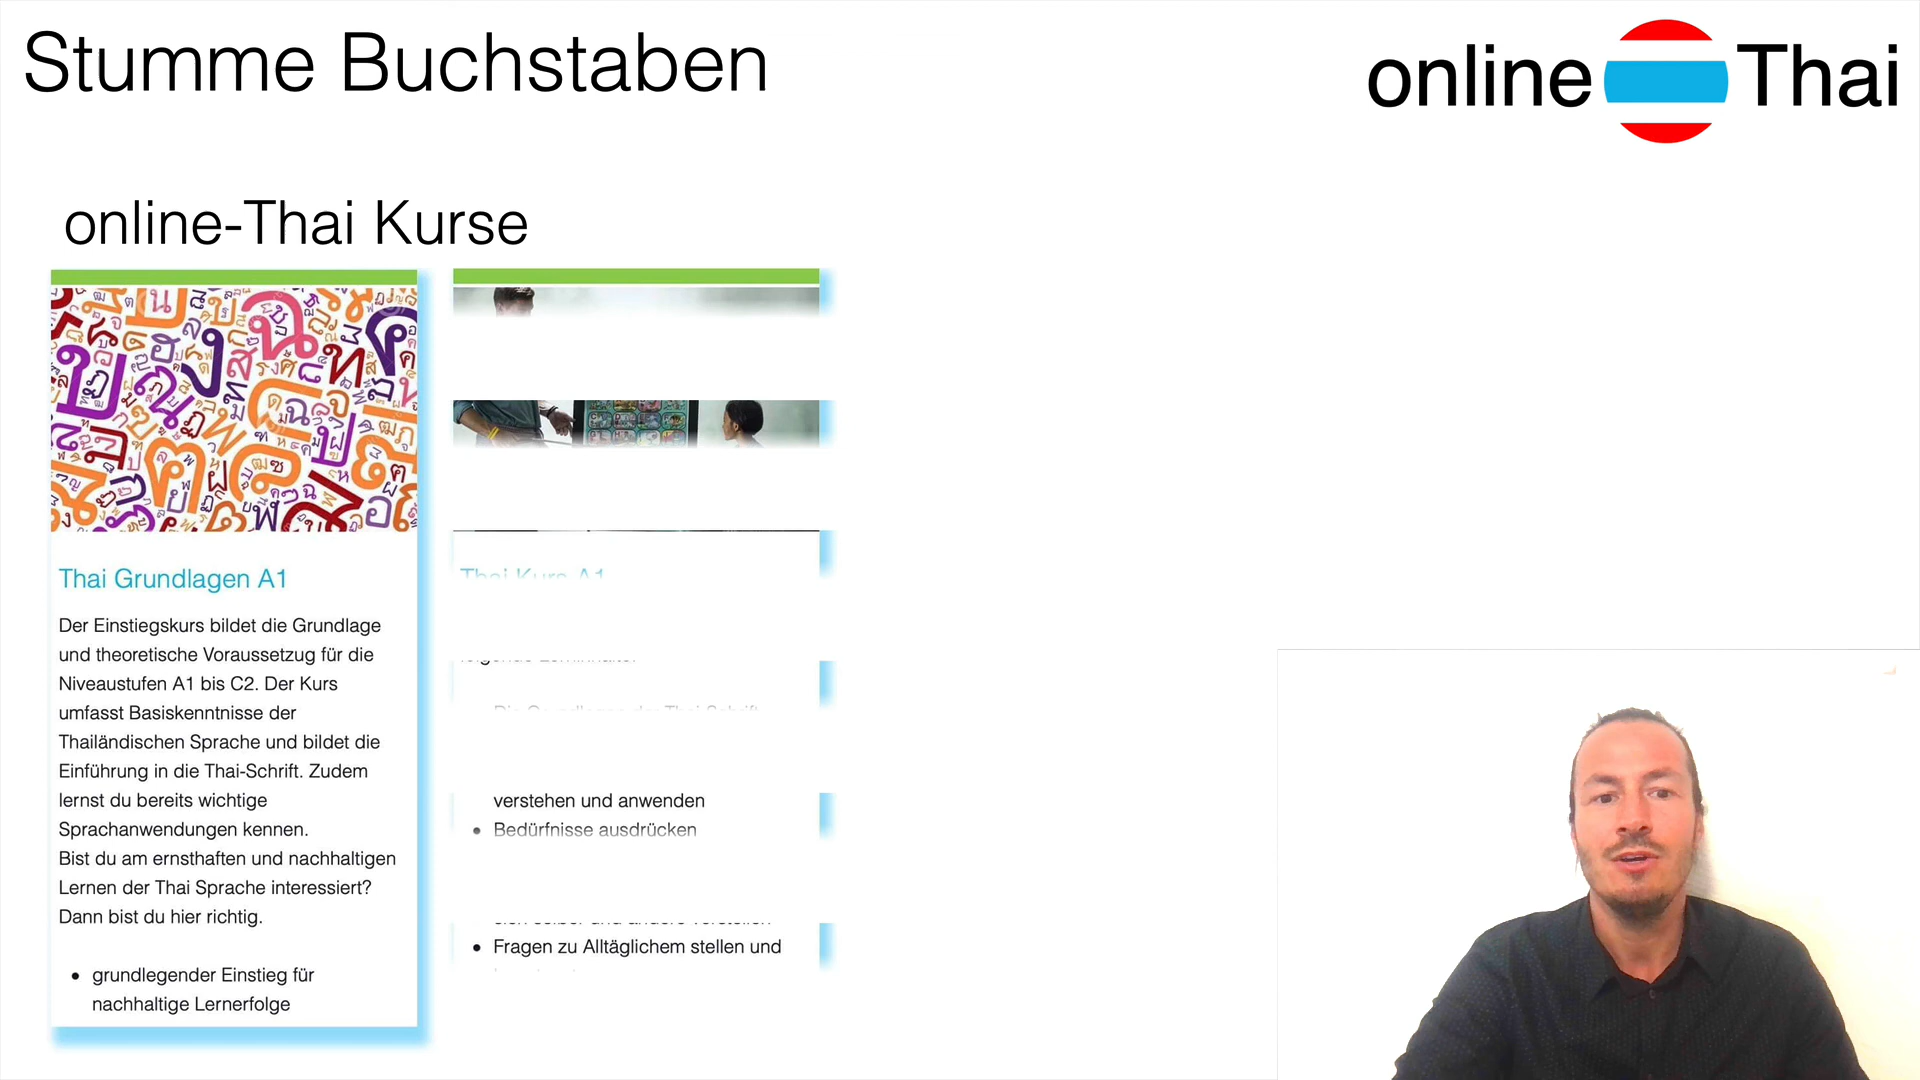 Stumme Buchstaben
online Thai
online-Thai Kurse
Thai Grundlagen A1
Der Einstiegskurs bildet die Grundlage
und theoretische Voraussetzug für die
Niveaustufen A1 bis C2. Der Kurs
umfasst Basiskenntnisse der
Thailändischen Sprache und bildet die
Einführung in die Thai-Schrift. Zudem
lernst du bereits wichtige
Sprachanwendungen kennen.
Bist du am ernsthaften und nachhaltigen
Lernen der Thai Sprache interessiert?
Dann bist du hier richtig.
• grundlegender Einstieg für
nachhaltige Lernerfolge
Thai Kurs A1
verstehen und anwenden
• Bedürfnisse ausdrücken
• Fragen zu Alltäglichem stellen und